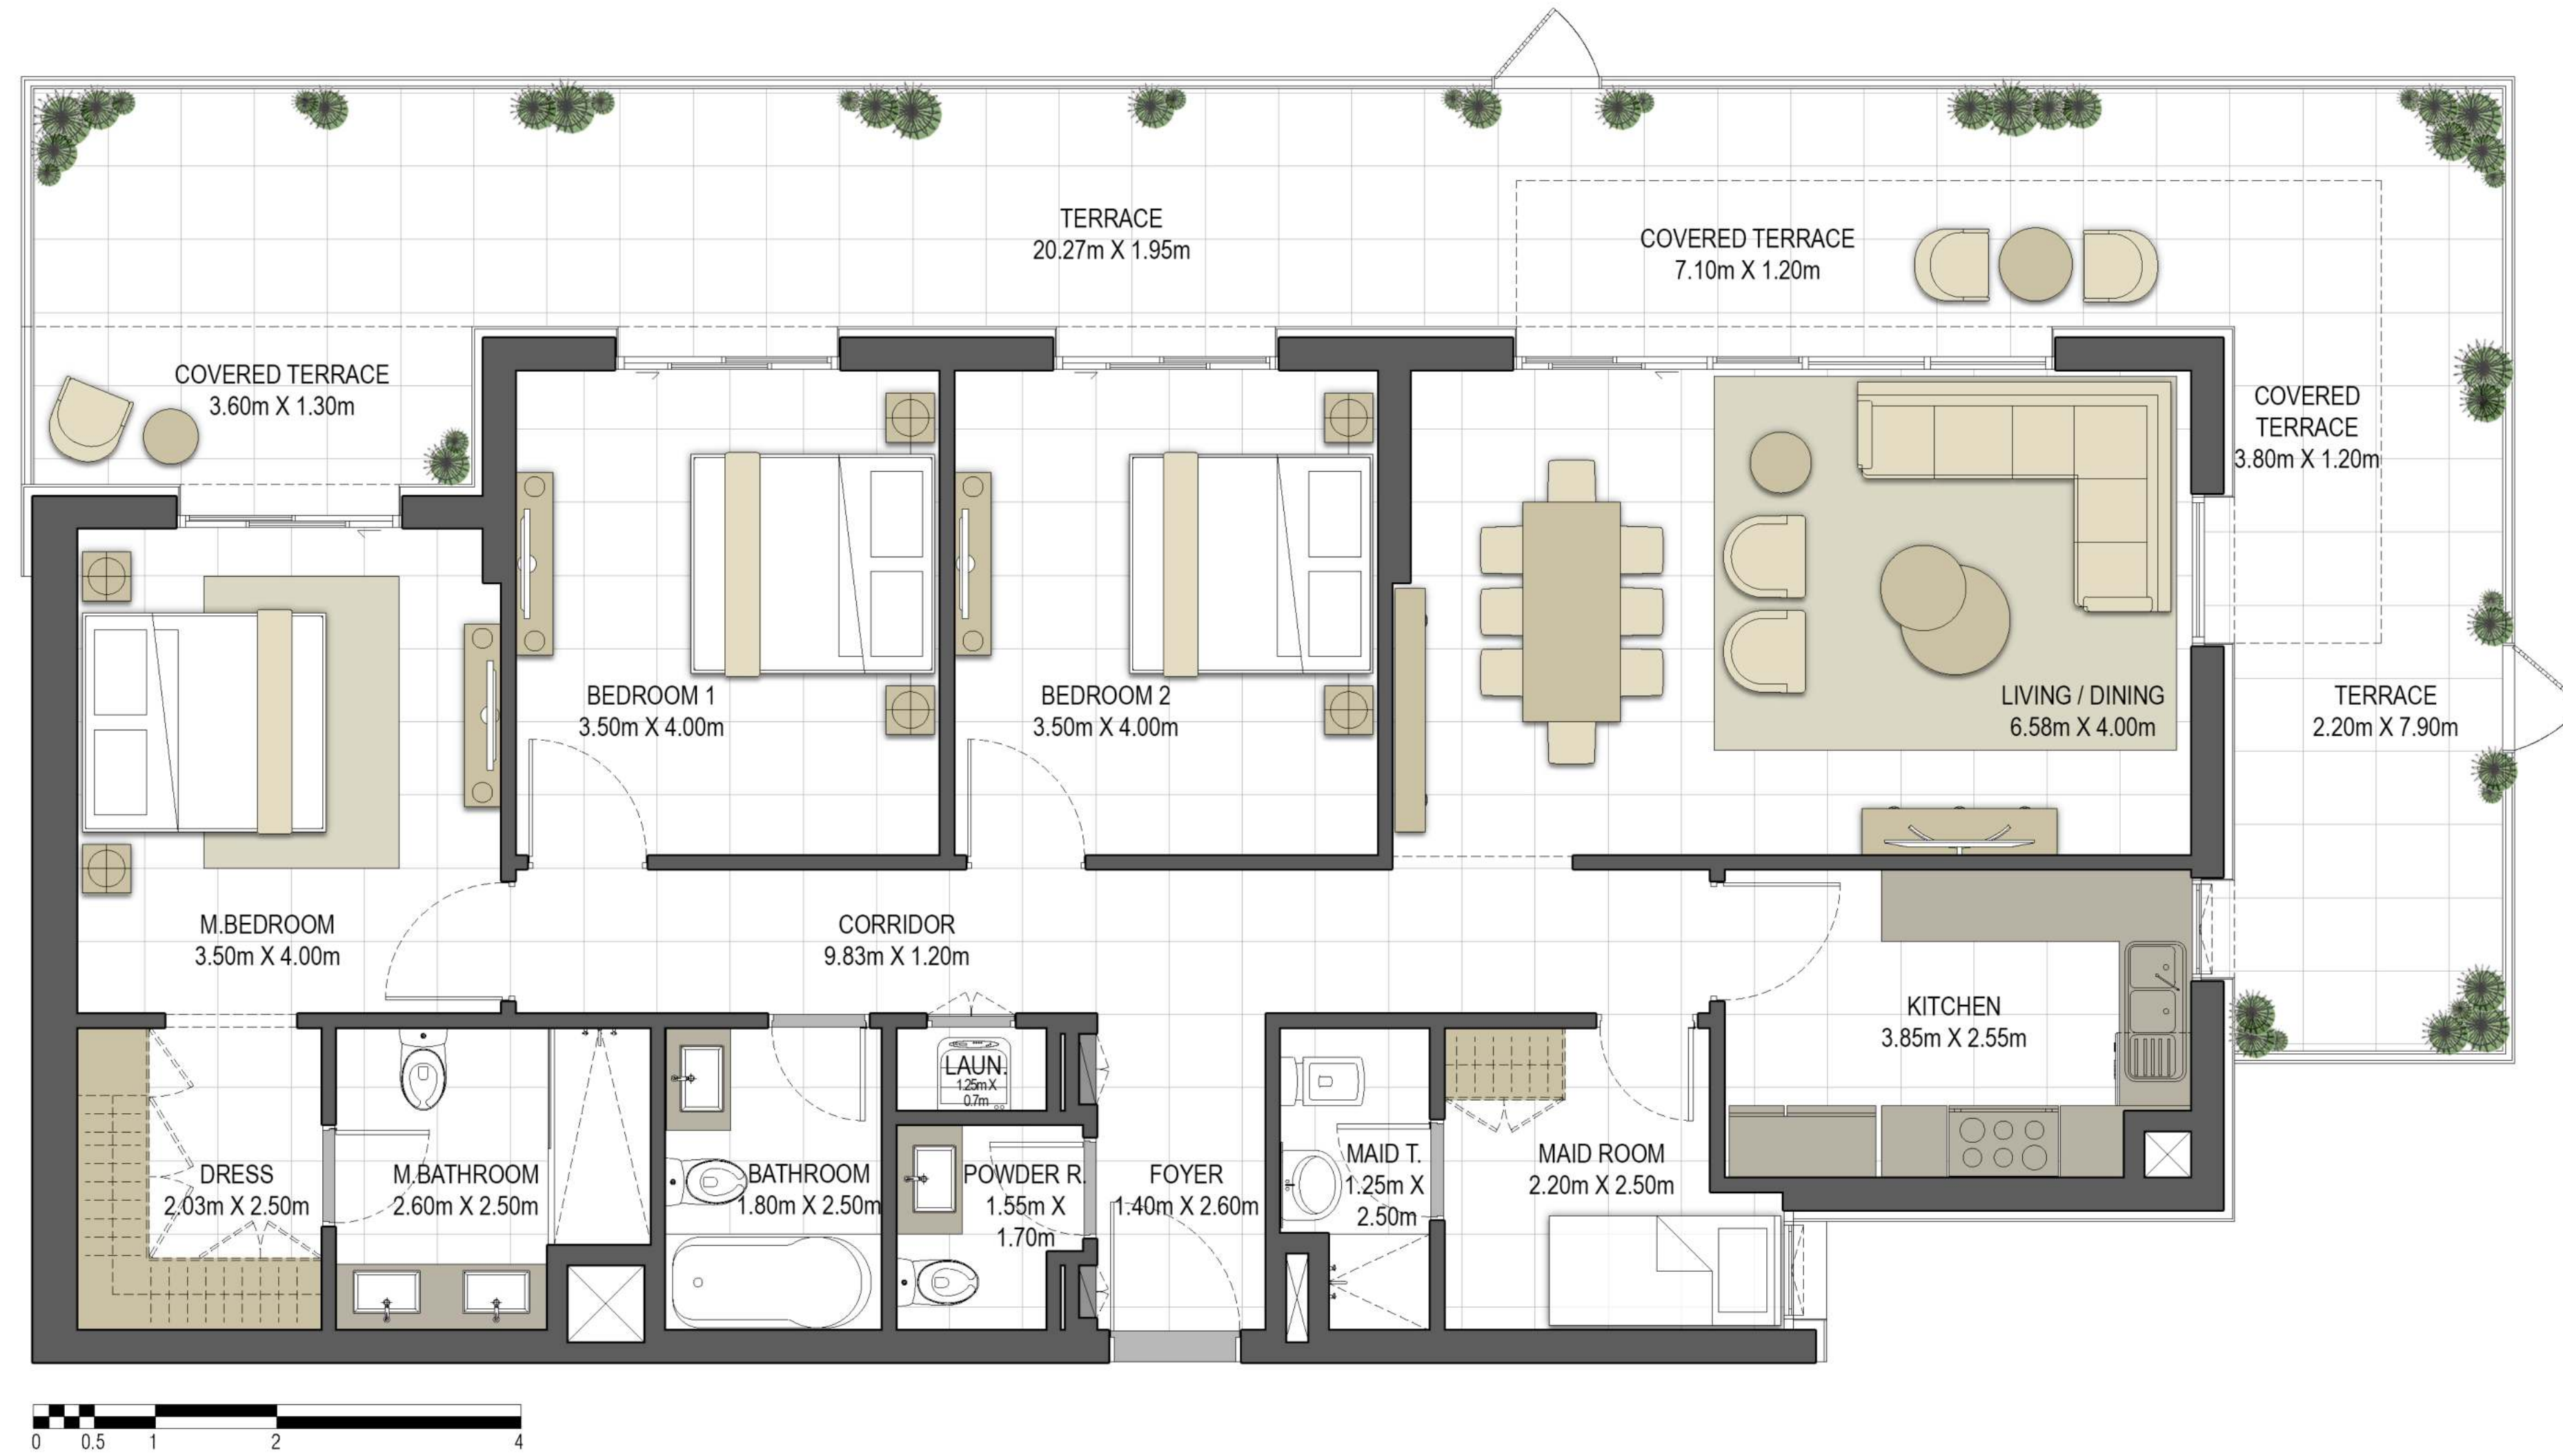 TERRACE
20.27m X 1.95m
COVERED TERRACE
7.10m X 1.20m
COVERED TERRACE
3.60m X 1.30m
COVERED
TERRACE
3.80m X 1.20m
BEDROOM 1
3.50m X 4.00m
BEDROOM 2
3.50m X 4.00m
LIVING / DINING
6.58m X 4.00m
TERRACE
2.20m X 7.90m
M.BEDROOM
3.50m X 4.00m
CORRIDOR
9.83m X 1.20m
KITCHEN
3.85m X 2.55m
LAUN.
1.25m X
0.7m
DRESS
2.03m X 2.50m
M.BATHROOM
2.60m X 2.50m
BATHROOM
1.80m X 2.50m
POWDER R.
1.55m X
1.70m
FOYER
1.40m X 2.60m
MAID T.
1.25m X
2.50m
MAID ROOM
2.20m X 2.50m
0 0.5 1 2 4